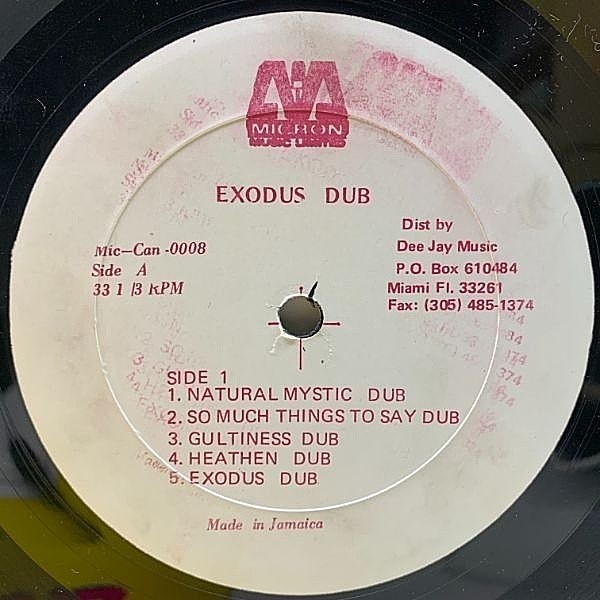 MICRON
MUSIC LIMITED
EXODUS DUB
Mic-Can-0008
Side A
33 1/3 RPM
Dist by
Dee Jay Music
P.O. Box 610484
Miami Fl. 33261
Fax: (305) 485-1374
SIDE 1
1. NATURAL MYSTIC DUB
2. SO MUCH THINGS TO SAY DUB
3. GULTINESS DUB
4. HEATHEN DUB
5. EXODUS DUB
Made in Jamaica